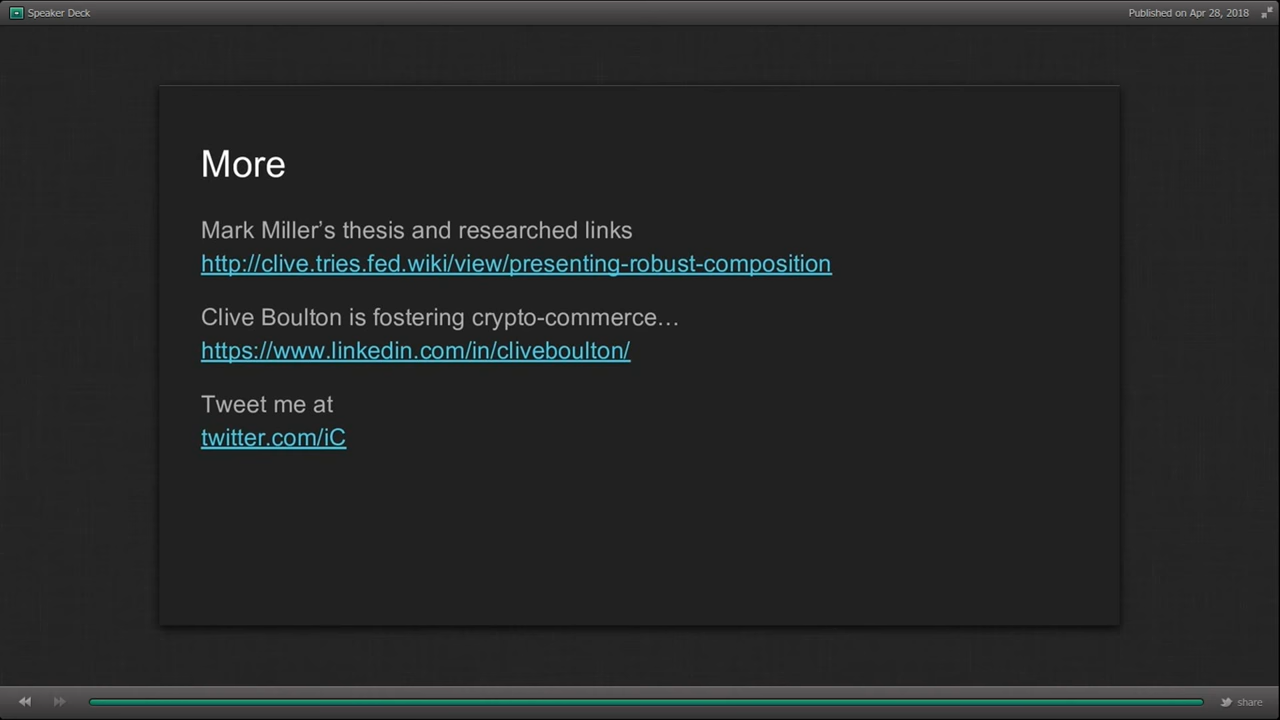 Speaker Deck
Published on Apr 28, 2018
More
Mark Miller’s thesis and researched links
http://clive.tries.fed.wiki/view/presenting-robust-composition
Clive Boulton is fostering crypto-commerce…
https://www.linkedin.com/in/cliveboulton/
Tweet me at
twitter.com/iC
share